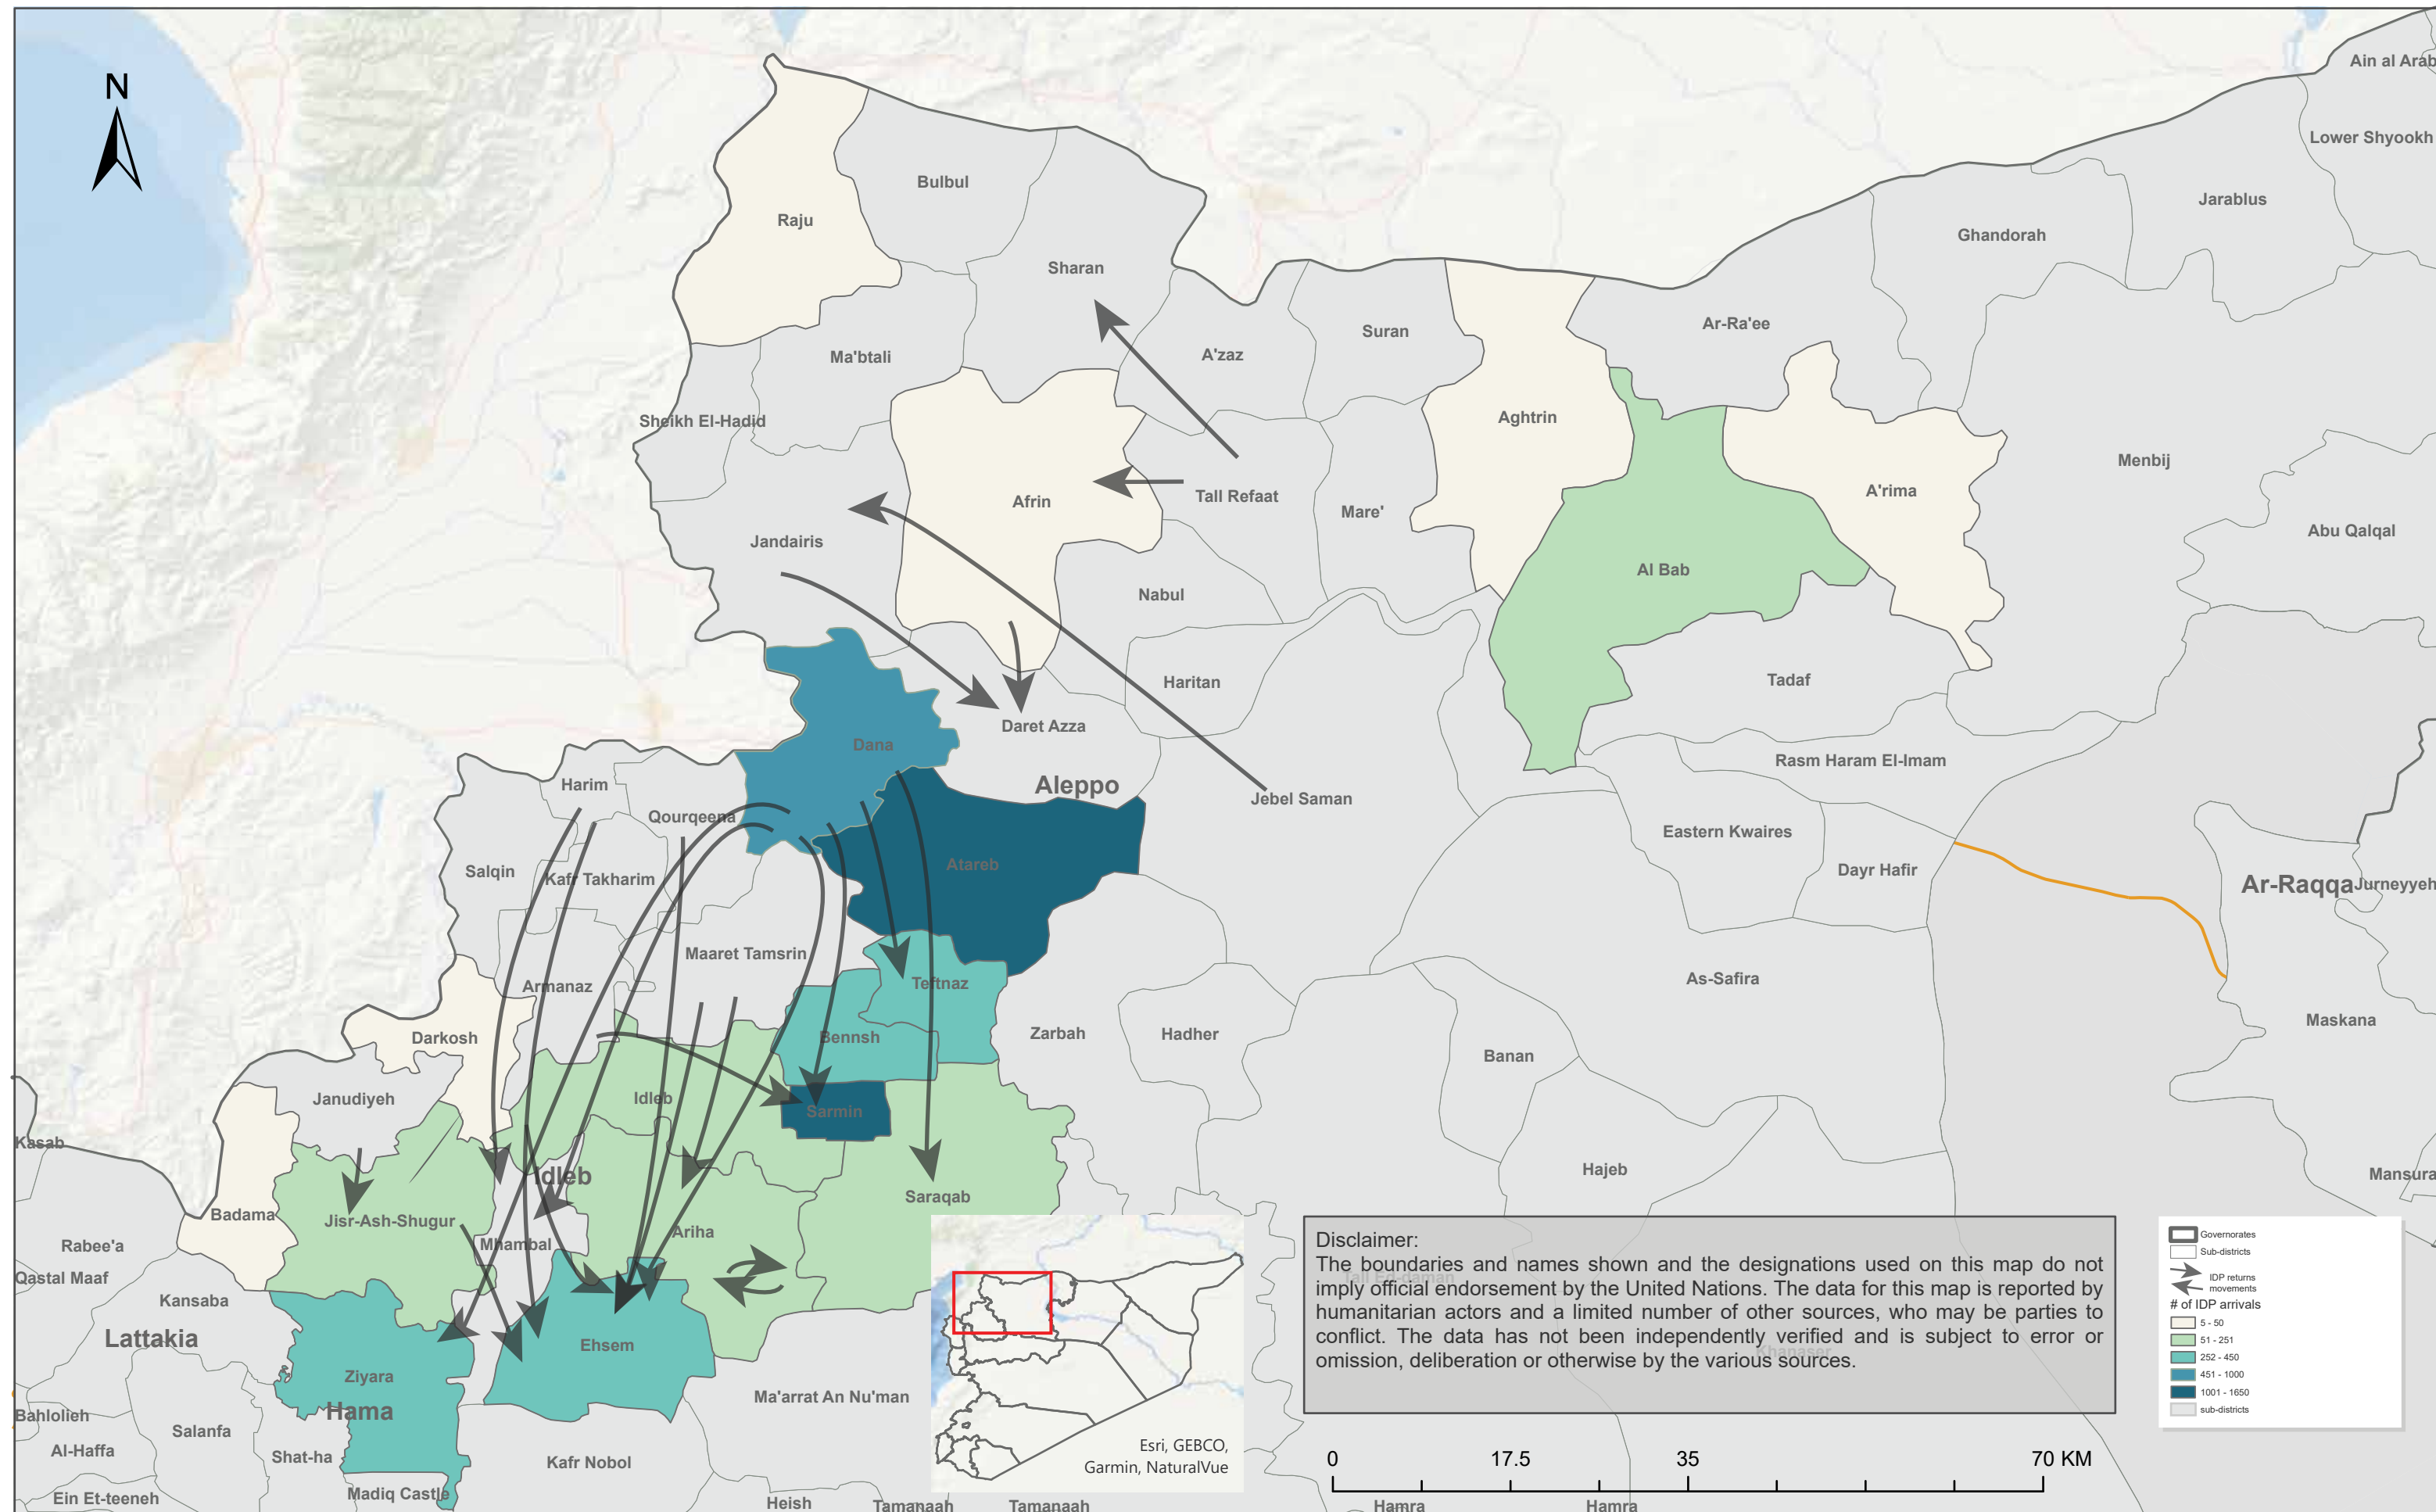 N
Ain al Arab
Lower Shyookh
Jarablus
Bulbul
Raju
Ghandorah
Sharan
Ar-Ra'ee
Suran
A'zaz
Ma'btali
Sheikh El-Hadid
Aghtrin
Menbij
A'rima
Afrin
Tall Refaat
Mare'
Abu Qalqal
Jandairis
Al Bab
Nabul
Haritan
Tadaf
Daret Azza
Dana
Rasm Haram El-Imam
Harim
Aleppo
Jebel Saman
Qourqeena
Eastern Kwaires
Salqin
Kafr Takharim
Atareb
Dayr Hafir
Ar-Raqqa
Jurneyyeh
Maaret Tamsrin
Armanaz
Teftnaz
As-Safira
Maskana
Darkosh
Bennsh
Zarbah
Hadher
Banan
Janudiyeh
Idleb
Sarmin
Kasab
Idleb
Hajeb
Mansura
Saraqab
Badama
Jisr-Ash-Shugur
Ariha
Mhambal
Rabee'a
Qastal Maaf
Kansaba
Lattakia
Ehsem
Ziyara
Hama
Ma'arrat An Nu'man
Bahlolieh
Salanfa
Al-Haffa
Shat-ha
Kafr Nobol
Madiq Castle
Ein Et-teeneh
Heish
Tamanaah
Tamanaah
Hamra
Hamra
Tall Ed-daman
Khanaser
Esri, GEBCO,
Garmin, NaturalVue
Disclaimer:
The boundaries and names shown and the designations used on this map do not
imply official endorsement by the United Nations. The data for this map is reported by
humanitarian actors and a limited number of other sources, who may be parties to
conflict. The data has not been independently verified and is subject to error or
omission, deliberation or otherwise by the various sources.
0 17.5 35 70 KM
Governorates
Sub-districts
IDP returns
movements
# of IDP arrivals
5 - 50
51 - 251
252 - 450
451 - 1000
1001 - 1650
sub-districts